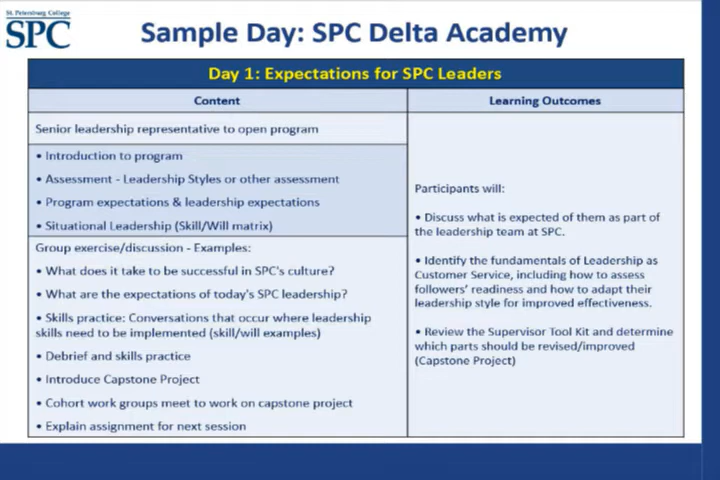 St. Petersburg College
SPC
Sample Day: SPC Delta Academy
Day 1: Expectations for SPC Leaders
Content
Learning Outcomes
Senior leadership representative to open program
• Introduction to program
• Assessment - Leadership Styles or other assessment
• Program expectations & leadership expectations
• Situational Leadership (Skill/Will matrix)
Group exercise/discussion - Examples:
• What does it take to be successful in SPC's culture?
• What are the expectations of today's SPC leadership?
• Skills practice: Conversations that occur where leadership
skills need to be implemented (skill/will examples)
• Debrief and skills practice
• Introduce Capstone Project
• Cohort work groups meet to work on capstone project
• Explain assignment for next session
Participants will:
• Discuss what is expected of them as part of
the leadership team at SPC.
• Identify the fundamentals of Leadership as
Customer Service, including how to assess
followers' readiness and how to adapt their
leadership style for improved effectiveness.
• Review the Supervisor Tool Kit and determine
which parts should be revised/improved
(Capstone Project)